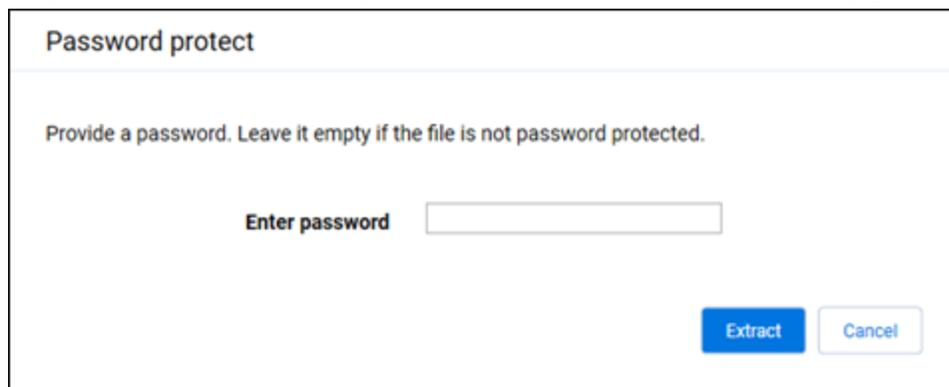 Password protect
Provide a password. Leave it empty if the file is not password protected.
Enter password
Extract Cancel